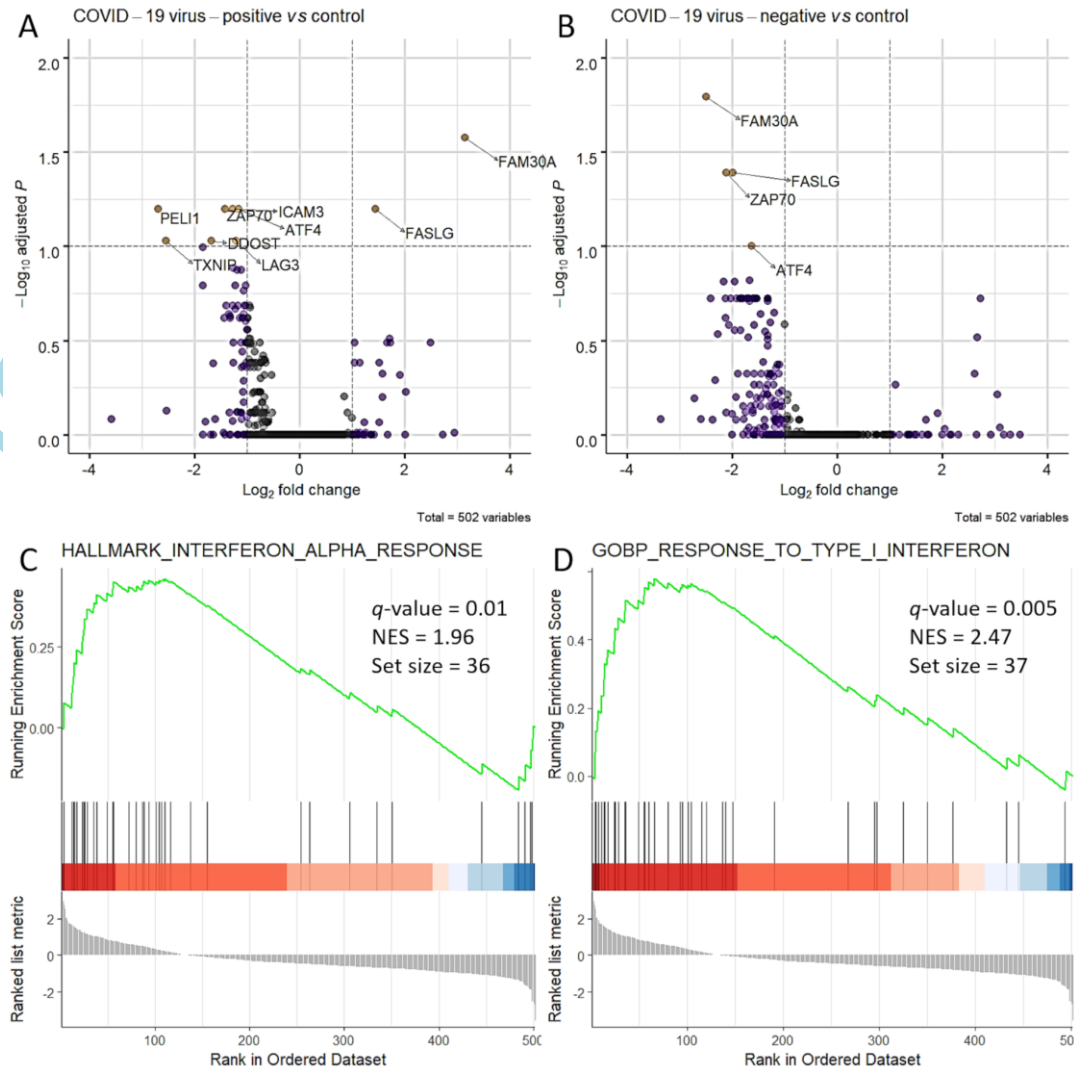 A
COVID – 19 virus – positive vs control
2.0
1.5
1.0
0.5
0.0
−Log10 adjusted P
FAM30A
PELI1
ZAP70
ICAM3
ATF4
FASLG
DDOST
TXNIP
LAG3
-4
-2
0
2
4
Log2 fold change
Total = 502 variables
B
COVID – 19 virus – negative vs control
2.0
1.5
1.0
0.5
0.0
−Log10 adjusted P
FAM30A
FASLG
ZAP70
ATF4
-4
-2
0
2
4
Log2 fold change
Total = 502 variables
C
HALLMARK_INTERFERON_ALPHA_RESPONSE
q-value = 0.01
NES = 1.96
Set size = 36
Running Enrichment Score
0.25
0.00
Ranked list metric
2
0
-2
100
200
300
400
500
Rank in Ordered Dataset
D
GOBP_RESPONSE_TO_TYPE_I_INTERFERON
q-value = 0.005
NES = 2.47
Set size = 37
Running Enrichment Score
0.4
0.2
0.0
Ranked list metric
2
0
-2
100
200
300
400
Rank in Ordered Dataset